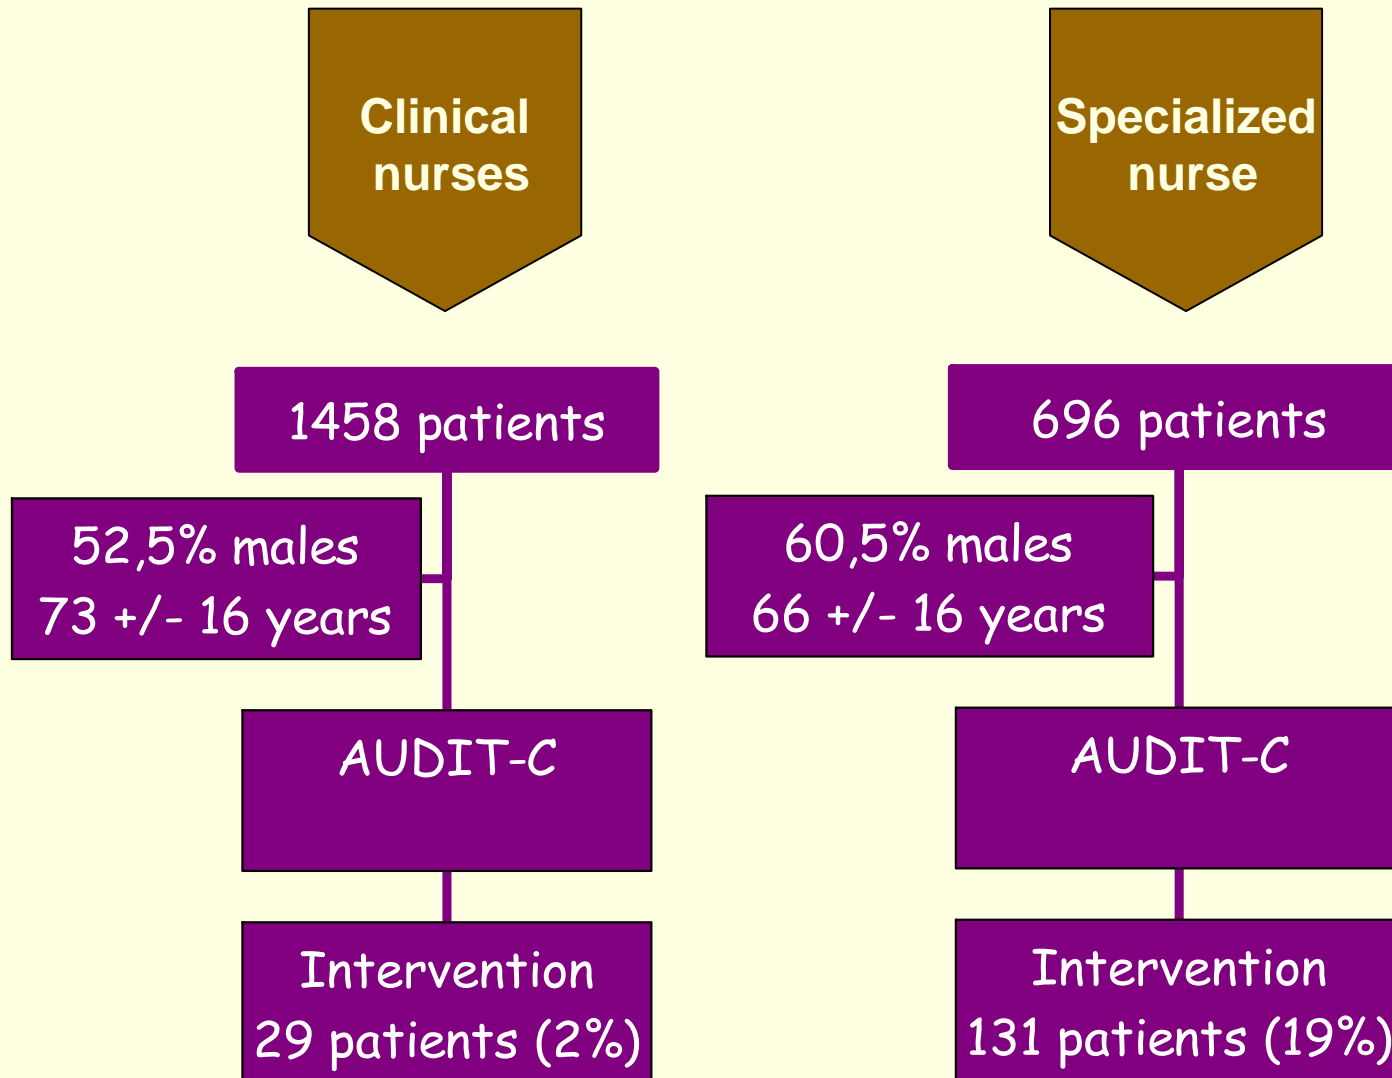 Clinical
nurses
1458 patients
52,5% males
73 +/- 16 years
AUDIT-C
Intervention
29 patients (2%)
Specialized
nurse
696 patients
60,5% males
66 +/- 16 years
AUDIT-C
Intervention
131 patients (19%)